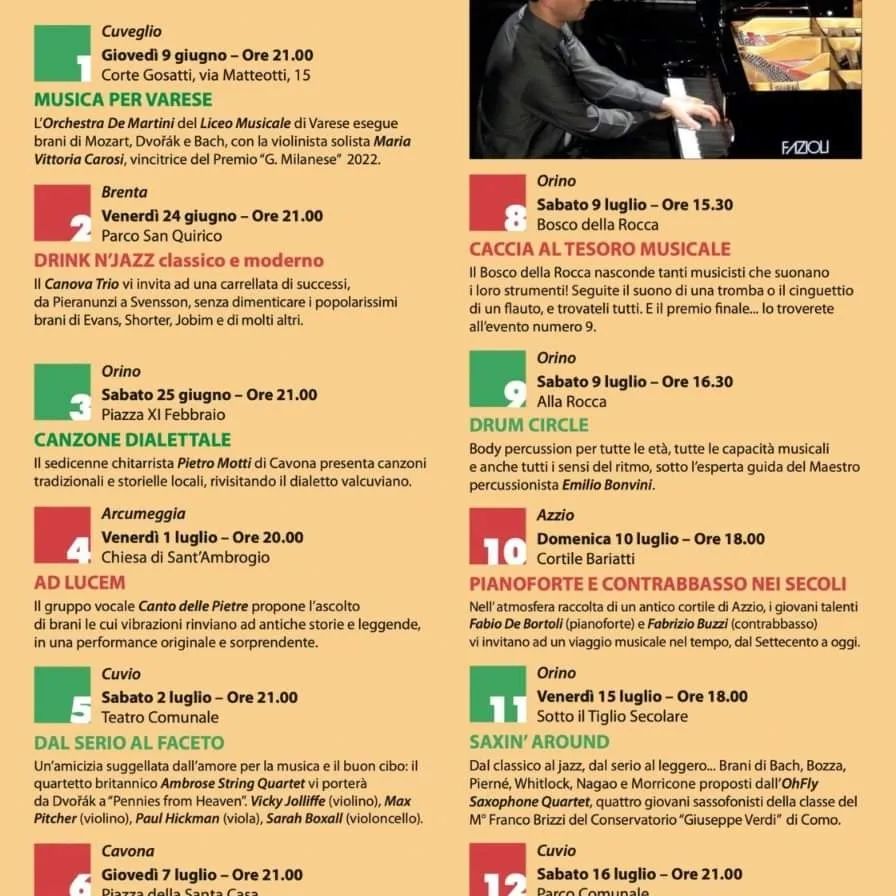 1
Cuveglio
Giovedì 9 giugno – Ore 21.00
Corte Gosatti, via Matteotti, 15
MUSICA PER VARESE
L'Orchestra De Martini del Liceo Musicale di Varese esegue
brani di Mozart, Dvořák e Bach, con la violinista solista Maria
Vittoria Carosi, vincitrice del Premio “G. Milanese” 2022.
2
Brenta
Venerdì 24 giugno – Ore 21.00
Parco San Quirico
DRINK N’JAZZ classico e moderno
Il Canova Trio vi invita ad una carrellata di successi,
da Pieranunzi a Svensson, senza dimenticare i popolarissimi
brani di Evans, Shorter, Jobim e di molti altri.
3
Orino
Sabato 25 giugno – Ore 21.00
Piazza XI Febbraio
CANZONE DIALETTALE
Il sedicenne chitarrista Pietro Motti di Cavona presenta canzoni
tradizionali e storielle locali, rivisitando il dialetto valcuviano.
4
Arcumeggia
Venerdì 1 luglio – Ore 20.00
Chiesa di Sant’Ambrogio
AD LUCEM
Il gruppo vocale Canto delle Pietre propone l’ascolto
di brani le cui vibrazioni rinviano ad antiche storie e leggende,
in una performance originale e sorprendente.
5
Cuvio
Sabato 2 luglio – Ore 21.00
Teatro Comunale
DAL SERIO AL FACETO
Un’amicizia suggellata dall’amore per la musica e il buon cibo: il
quartetto britannico Ambrose String Quartet vi porterà
da Dvořák a “Pennies from Heaven”. Vicky Jolliffe (violino), Max
Pitcher (violino), Paul Hickman (viola), Sarah Boxall (violoncello).
6
Cavona
Giovedì 7 luglio – Ore 21.00
Piazza della Santa Casa
FAZIOLI
8
Orino
Sabato 9 luglio – Ore 15.30
Bosco della Rocca
CACCIA AL TESORO MUSICALE
Il Bosco della Rocca nasconde tanti musicisti che suonano
i loro strumenti! Seguite il suono di una tromba o il cinguettio
di un flauto, e trovateli tutti. E il premio finale... lo troverete
all’evento numero 9.
9
Orino
Sabato 9 luglio – Ore 16.30
Alla Rocca
DRUM CIRCLE
Body percussion per tutte le età, tutte le capacità musicali
e anche tutti i sensi del ritmo, sotto l’esperta guida del Maestro
percussionista Emilio Bonvini.
10
Azzio
Domenica 10 luglio – Ore 18.00
Cortile Bariatti
PIANOFORTE E CONTRABBASSO NEI SECOLI
Nell’ atmosfera raccolta di un antico cortile di Azzio, i giovani talenti
Fabio De Bortoli (pianoforte) e Fabrizio Buzzi (contrabbasso)
vi invitano ad un viaggio musicale nel tempo, dal Settecento a oggi.
11
Orino
Venerdì 15 luglio – Ore 18.00
Sotto il Tiglio Secolare
SAXIN’ AROUND
Dal classico al jazz, dal serio al leggero... Brani di Bach, Bozza,
Pierné, Whitlock, Nagao e Morricone proposti dall’OhFly
Saxophone Quartet, quattro giovani sassofonisti della classe del
M° Franco Brizzi del Conservatorio “Giuseppe Verdi” di Como.
12
Cuvio
Sabato 16 luglio – Ore 21.00
Parco Comunale